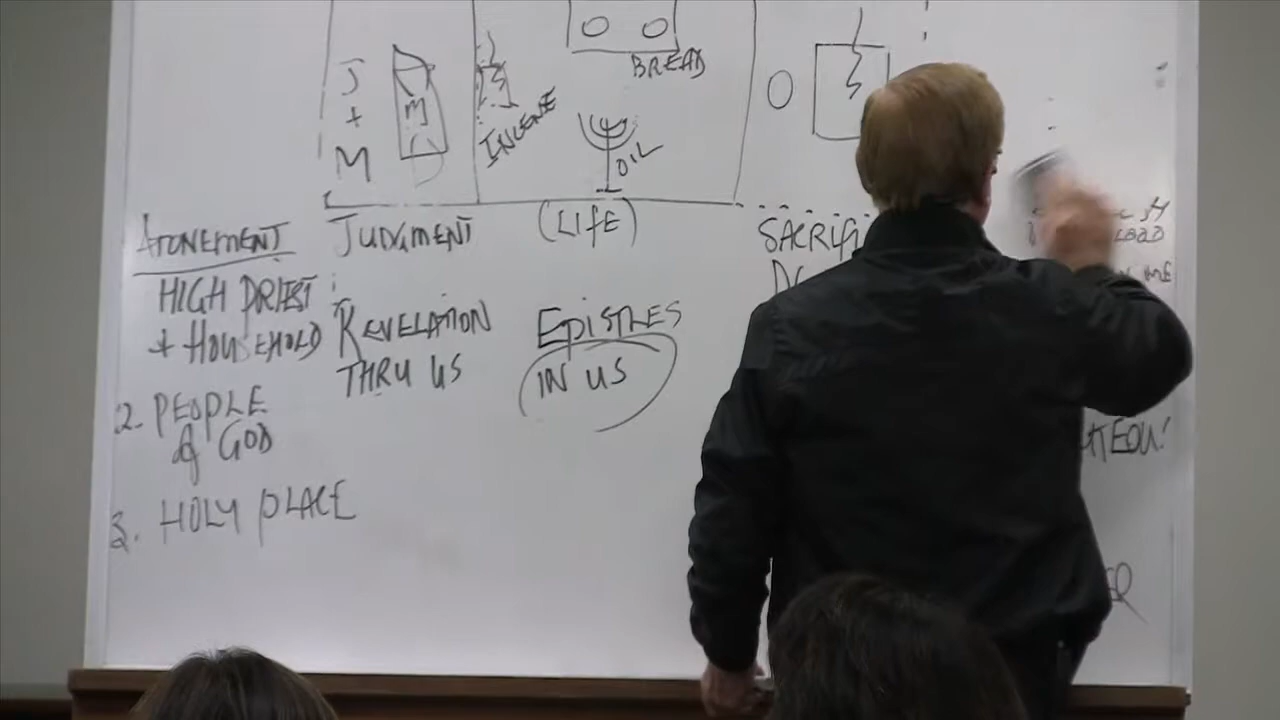 BREAD
J
+
M
M
INCENSE
OIL
ATONEMENT
JUDGMENT
(LIFE)
SACRIFI
HIGH PRIEST
+ HOUSEHOLD
REVELATION
THRU US
EPISTLES
IN US
2. PEOPLE
of GOD
3. HOLY PLACE